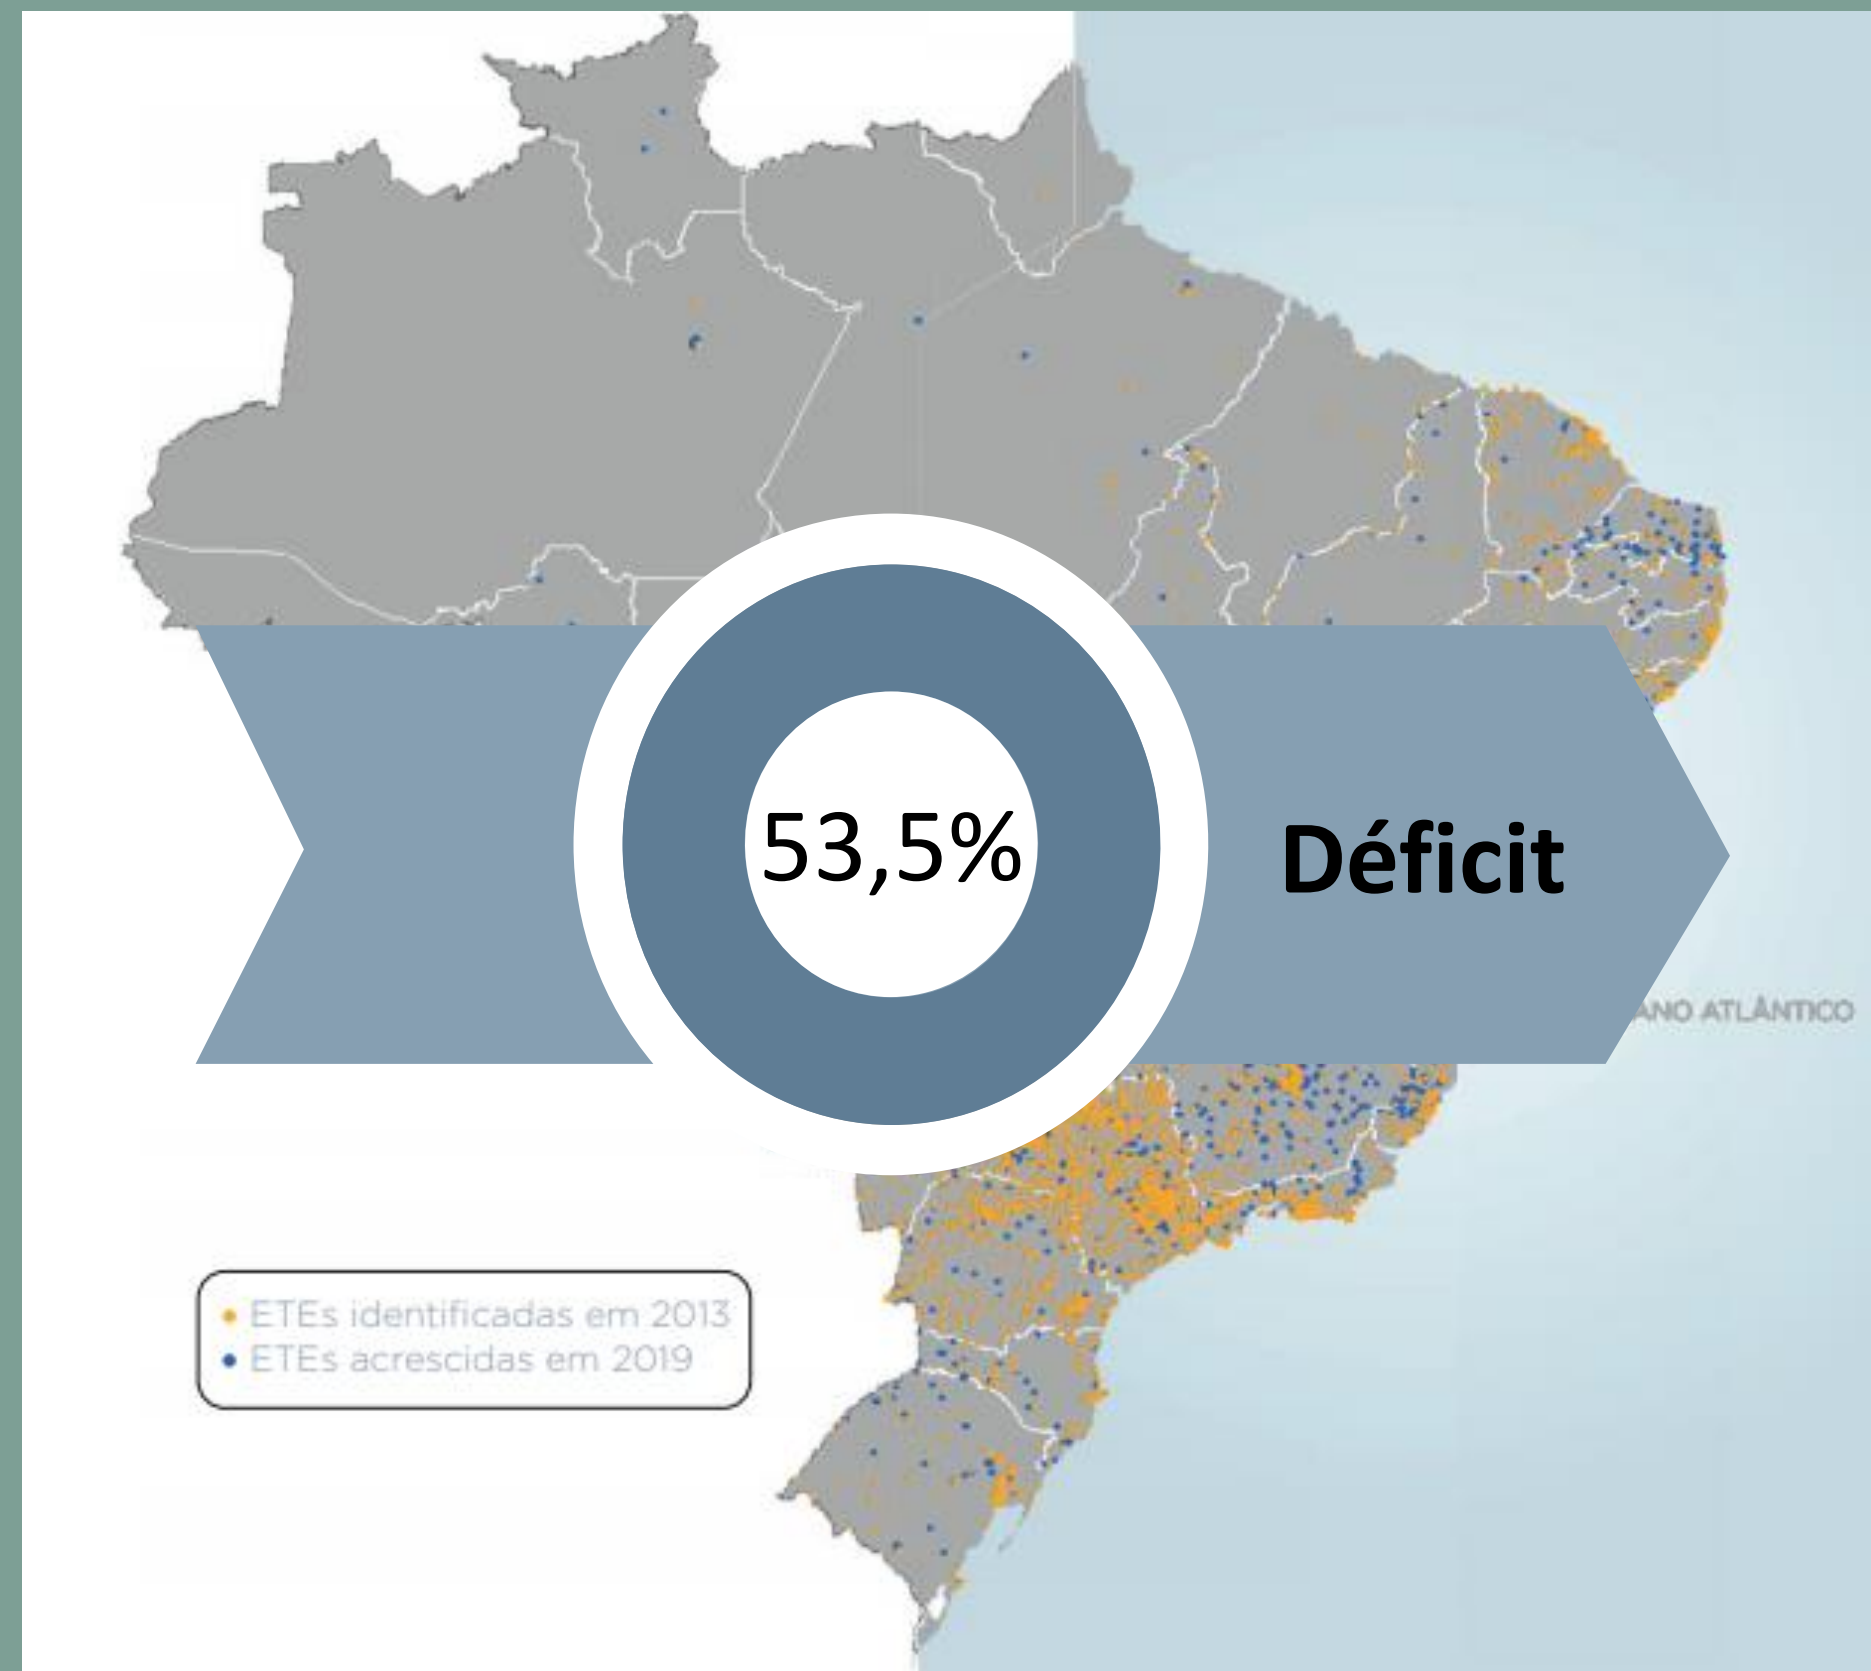 53,5%
Déficit
ANO ATLÂNTICO
ETEs identificadas em 2013
ETEs acrescidas em 2019